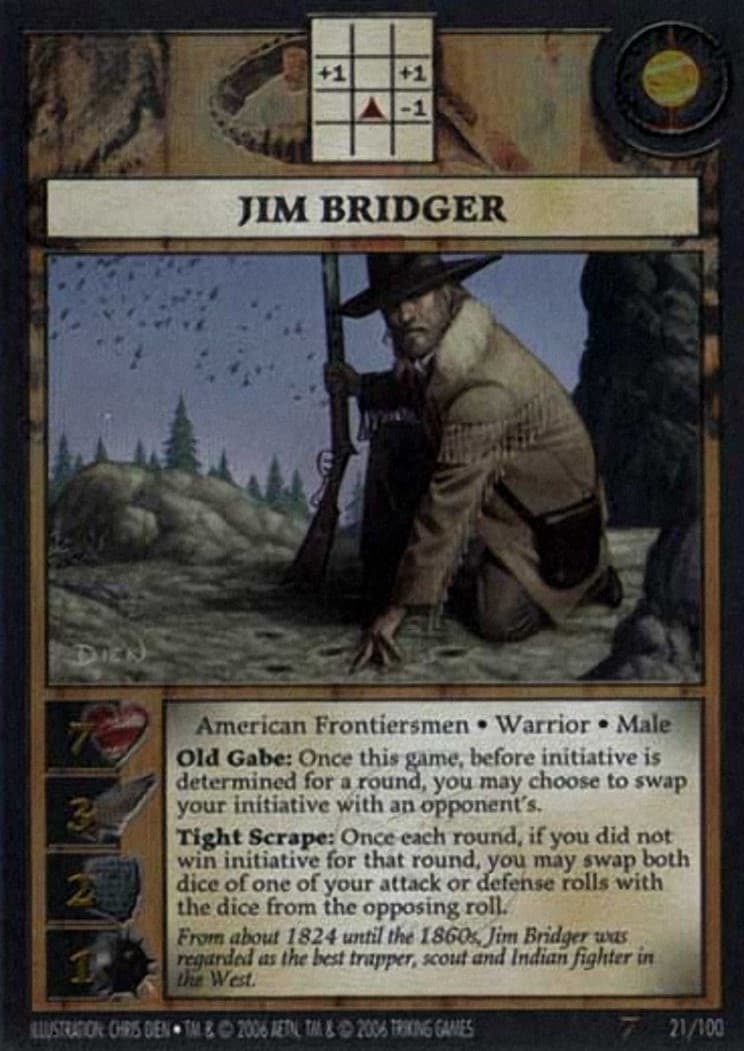 +1 +1
-1
JIM BRIDGER
DIEN
7
American Frontiersmen • Warrior • Male
Old Gabe: Once this game, before initiative is
3
determined for a round, you may choose to swap
your initiative with an opponent's.
Tight Scrape: Once each round, if you did not
2
win initiative for that round, you may swap both
dice of one of your attack or defense rolls with
the dice from the opposing roll.
1
From about 1824 until the 1860s, Jim Bridger was
regarded as the best trapper, scout and Indian fighter in
the West.
ILLUSTRATION: CHRIS DIEN • TM & © 2006 AETN, TM & © 2006 TRIKING GAMES 7 21/100